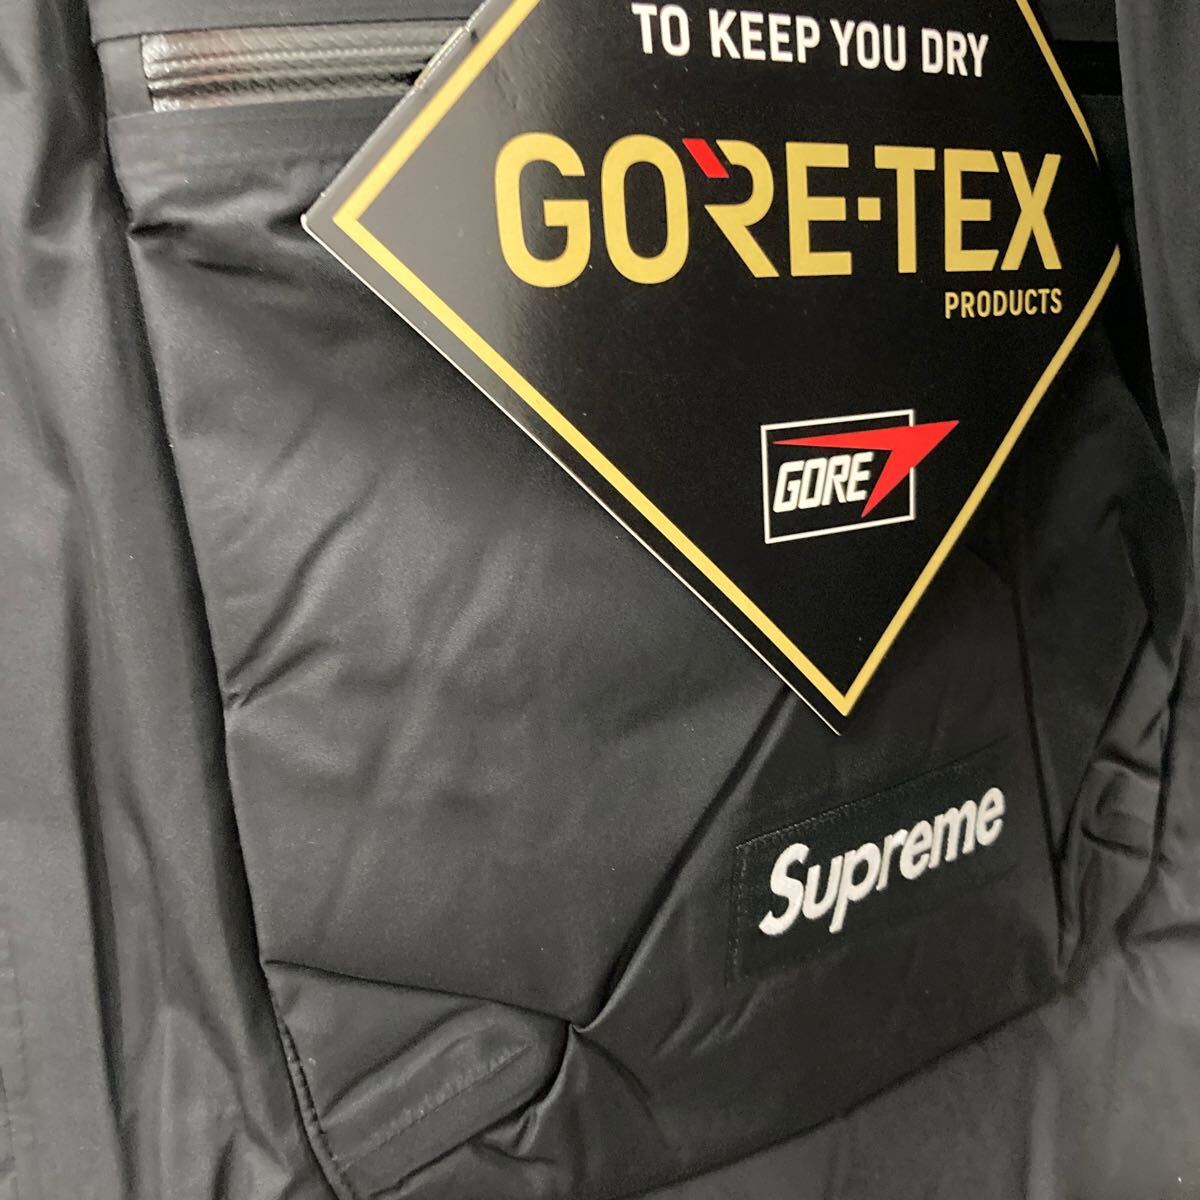 TO KEEP YOU DRY
GORE-TEX
PRODUCTS
GORE
Supreme